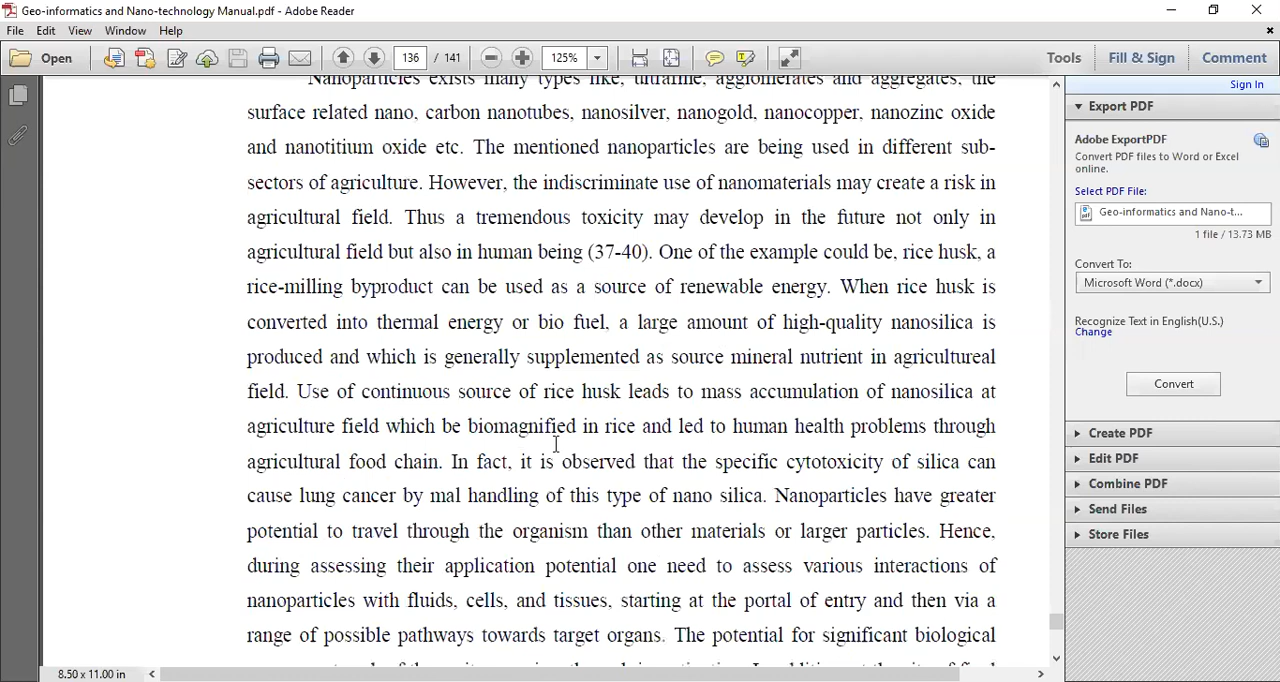 Geo-informatics and Nano-technology Manual.pdf - Adobe Reader
File Edit View Window Help
Open 136 / 141 125% Tools Fill & Sign Comment
Sign In
Nanoparticles exists many types like, ultrafine, agglomerates and aggregates, the
surface related nano, carbon nanotubes, nanosilver, nanogold, nanocopper, nanozinc oxide
and nanotitium oxide etc. The mentioned nanoparticles are being used in different sub-
sectors of agriculture. However, the indiscriminate use of nanomaterials may create a risk in
agricultural field. Thus a tremendous toxicity may develop in the future not only in
agricultural field but also in human being (37-40). One of the example could be, rice husk, a
rice-milling byproduct can be used as a source of renewable energy. When rice husk is
converted into thermal energy or bio fuel, a large amount of high-quality nanosilica is
produced and which is generally supplemented as source mineral nutrient in agricultureal
field. Use of continuous source of rice husk leads to mass accumulation of nanosilica at
agriculture field which be biomagnified in rice and led to human health problems through
agricultural food chain. In fact, it is observed that the specific cytotoxicity of silica can
cause lung cancer by mal handling of this type of nano silica. Nanoparticles have greater
potential to travel through the organism than other materials or larger particles. Hence,
during assessing their application potential one need to assess various interactions of
nanoparticles with fluids, cells, and tissues, starting at the portal of entry and then via a
range of possible pathways towards target organs. The potential for significant biological
Export PDF
Adobe ExportPDF
Convert PDF files to Word or Excel
online.
Select PDF File:
Geo-informatics and Nano-t...
1 file / 13.73 MB
Convert To:
Microsoft Word (*.docx)
Recognize Text in English(U.S.)
Change
Convert
Create PDF
Edit PDF
Combine PDF
Send Files
Store Files
8.50 x 11.00 in